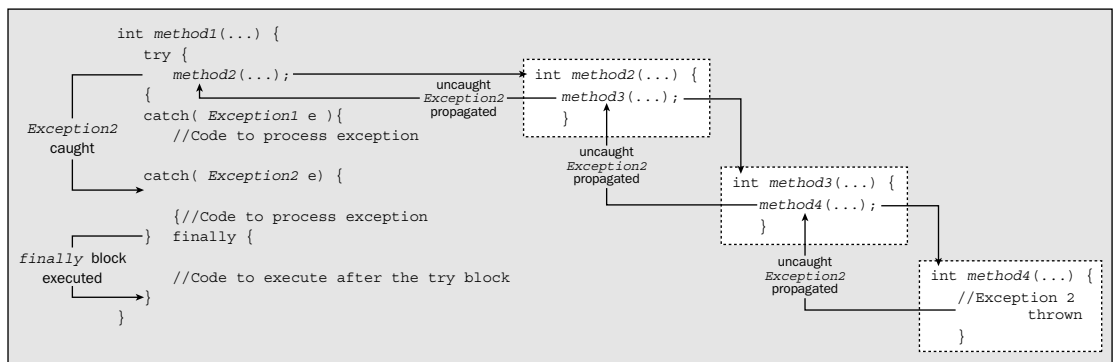 int method1(...) {
try {
method2(...);
{
catch( Exception1 e ){
//Code to process exception
catch( Exception2 e) {
{//Code to process exception
} finally {
//Code to execute after the try block
}
}
Exception2
caught
finally block
executed
uncaught
Exception2
propagated
int method2(...) {
method3(...);
}
uncaught
Exception2
propagated
int method3(...) {
method4(...);
}
uncaught
Exception2
propagated
int method4(...) {
//Exception 2
thrown
}